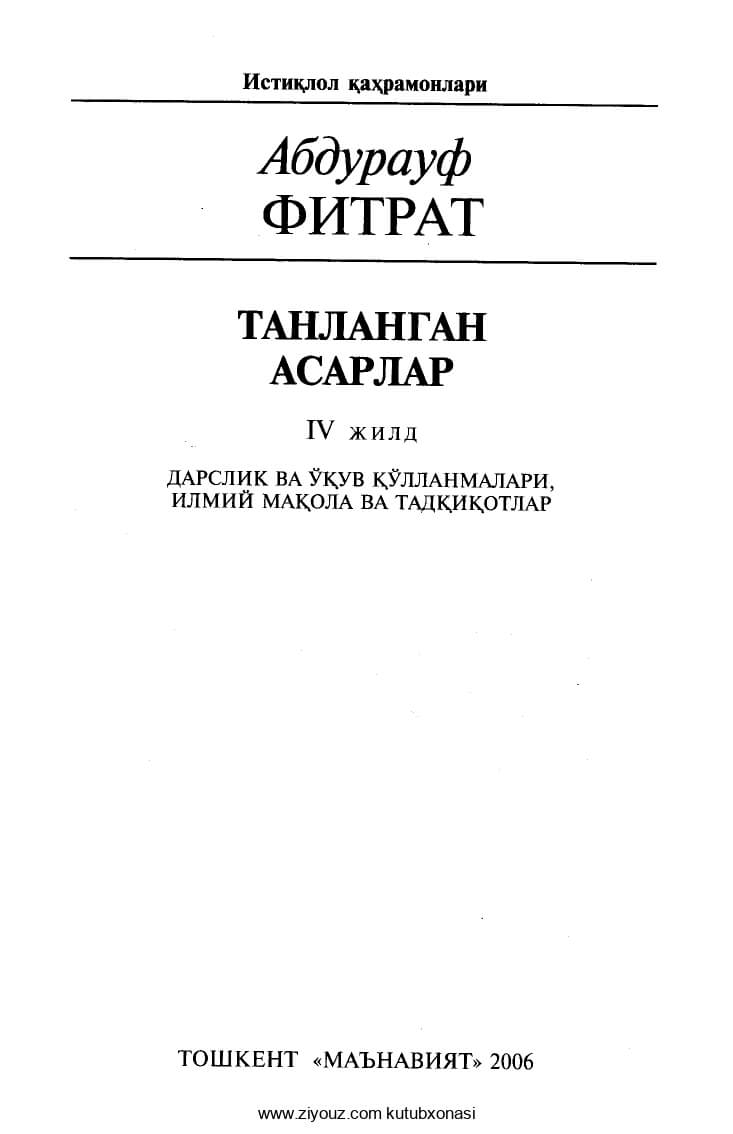 Истиқлол қаҳрамонлари
Абдурауф
ФИТРАТ
ТАНЛАНГАН
АСАРЛАР
IV жилд
ДАРСЛИК ВА ЎҚУВ ҚЎЛЛАНМАЛАРИ,
ИЛМИЙ МАҚОЛА ВА ТАДҚИҚОТЛАР
ТОШКЕНТ «МАЪНАВИЯТ» 2006
www.ziyouz.com kutubxonasi